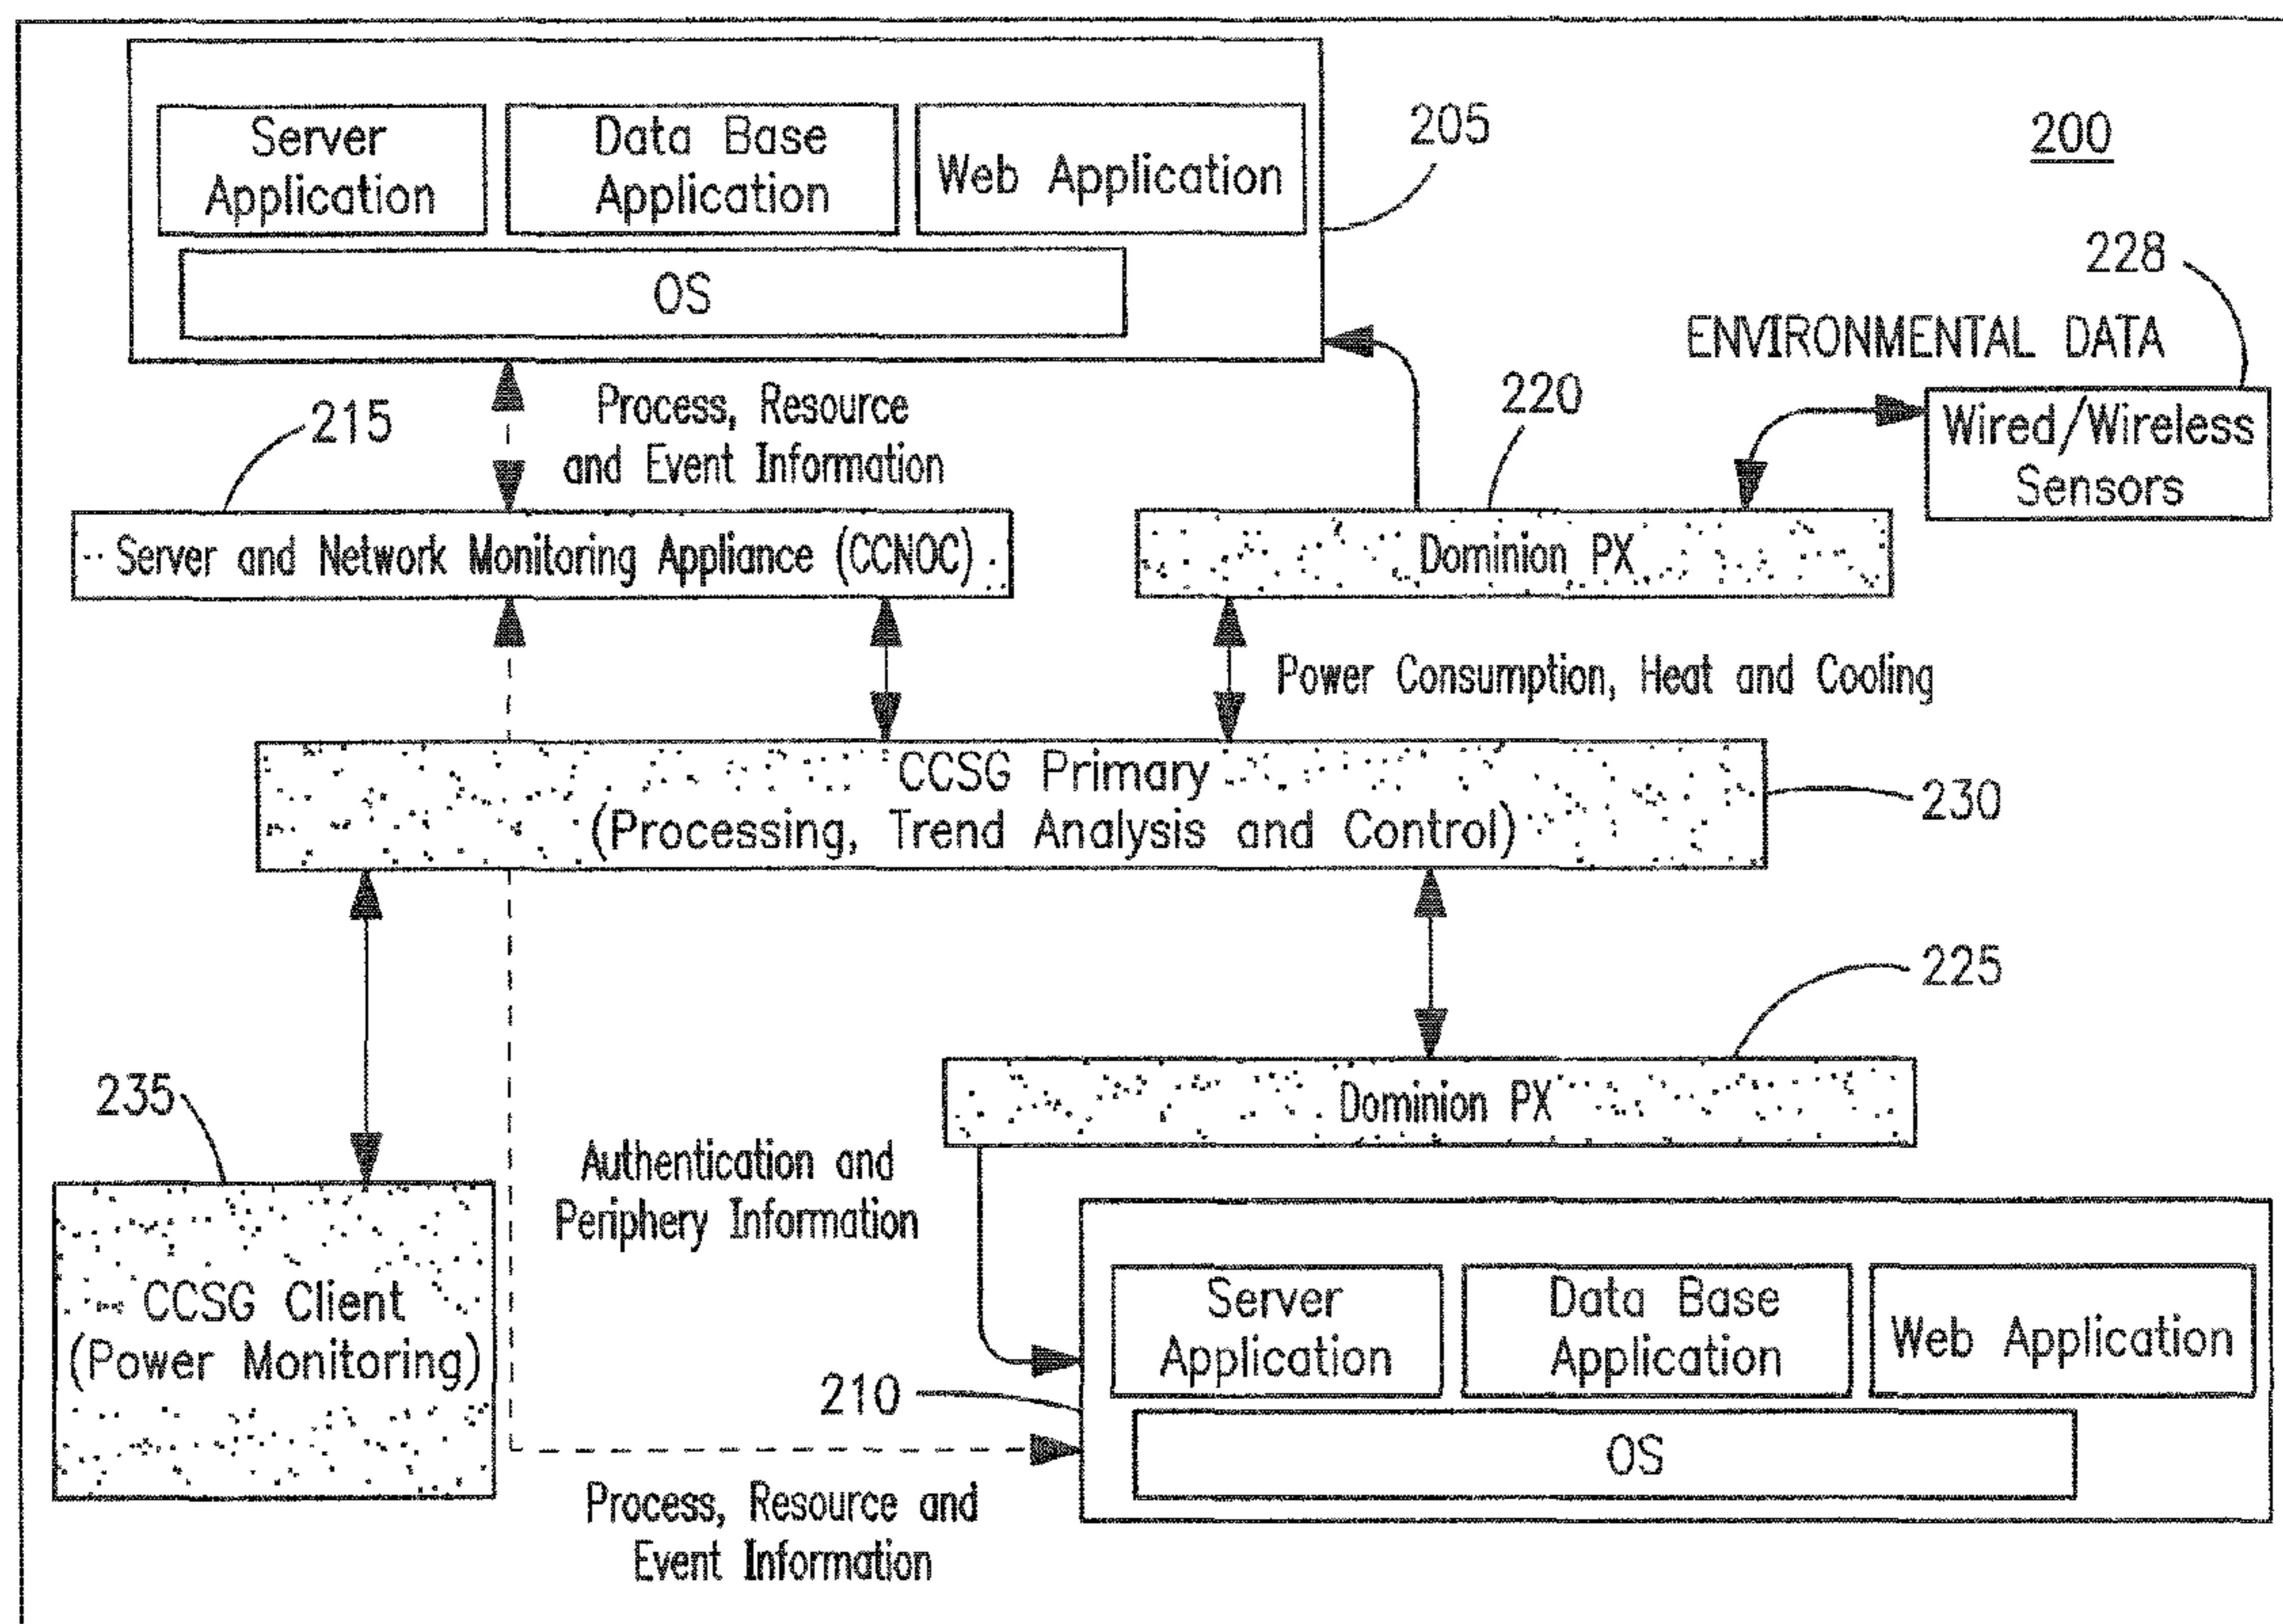 200
Server
Application
Data Base
Application
Web Application
OS
205
228
ENVIRONMENTAL DATA
Wired/Wireless
Sensors
Process, Resource
and Event Information
215
220
Server and Network Monitoring Appliance (CCNOC)
Dominion PX
Power Consumption, Heat and Cooling
CCSG Primary
(Processing, Trend Analysis and Control)
230
225
Dominion PX
235
CCSG Client
(Power Monitoring)
Authentication and
Periphery Information
Server
Application
Data Base
Application
Web Application
OS
210
Process, Resource and
Event Information